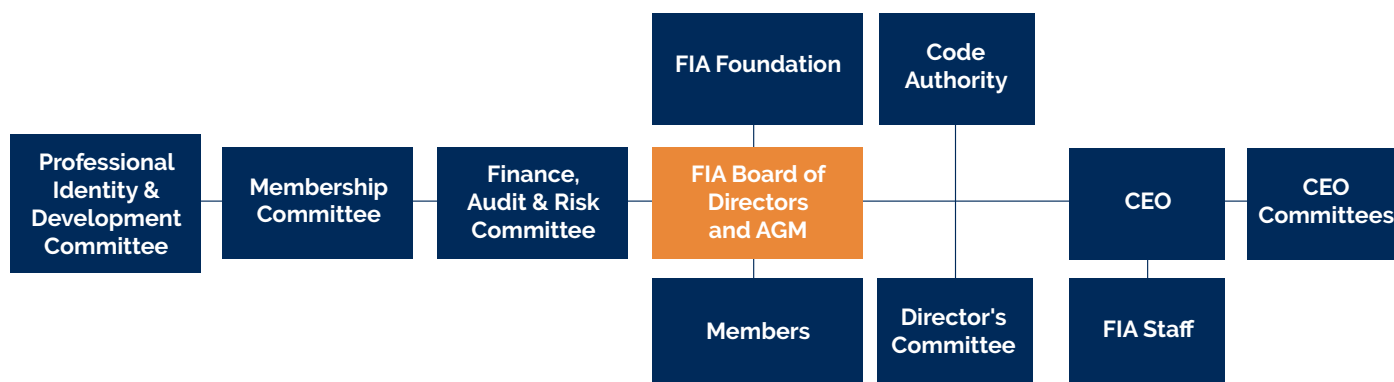 FIA Foundation
Code
Authority
Professional
Identity &
Development
Committee
Membership
Committee
Finance,
Audit & Risk
Committee
FIA Board of
Directors
and AGM
CEO
CEO
Committees
Members
Director's
Committee
FIA Staff